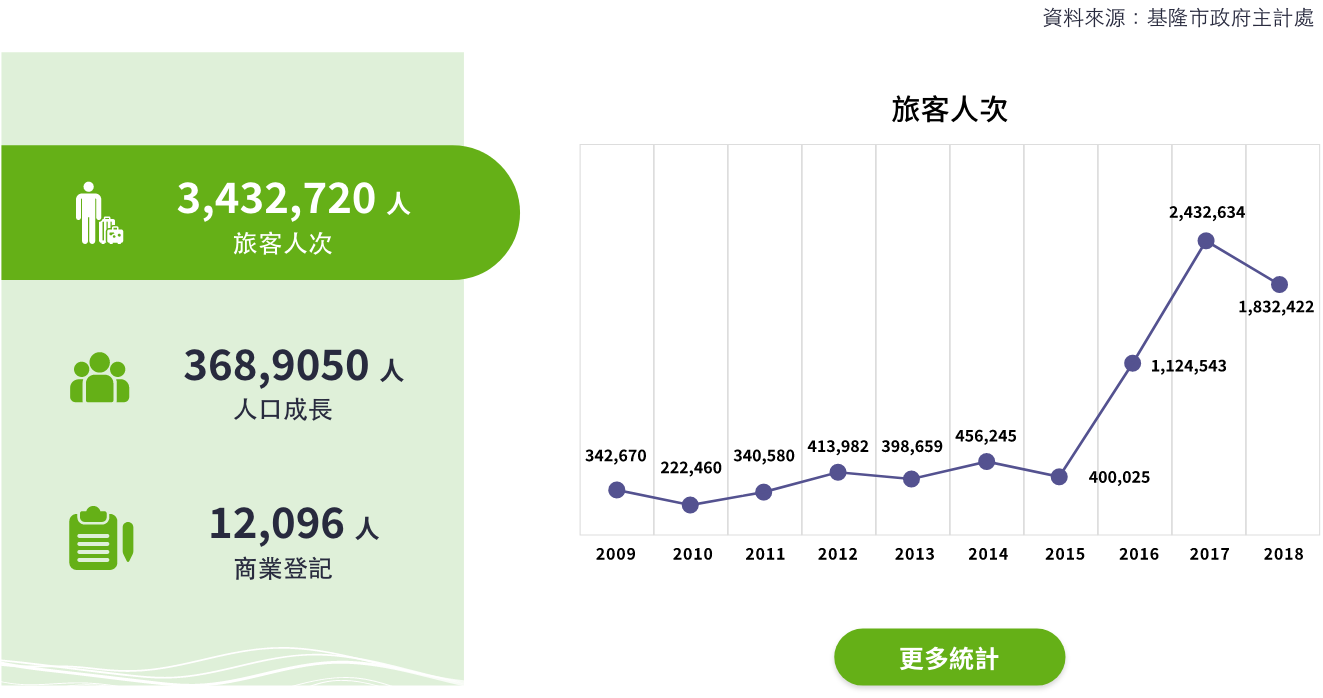 資料來源：基隆市政府主計處
3,432,720 人
旅客人次
368,9050 人
人口成長
12,096 人
商業登記
旅客人次
2,432,634
1,832,422
1,124,543
342,670
222,460
340,580
413,982
398,659
456,245
400,025
2009 2010 2011 2012 2013 2014 2015 2016 2017 2018
更多統計